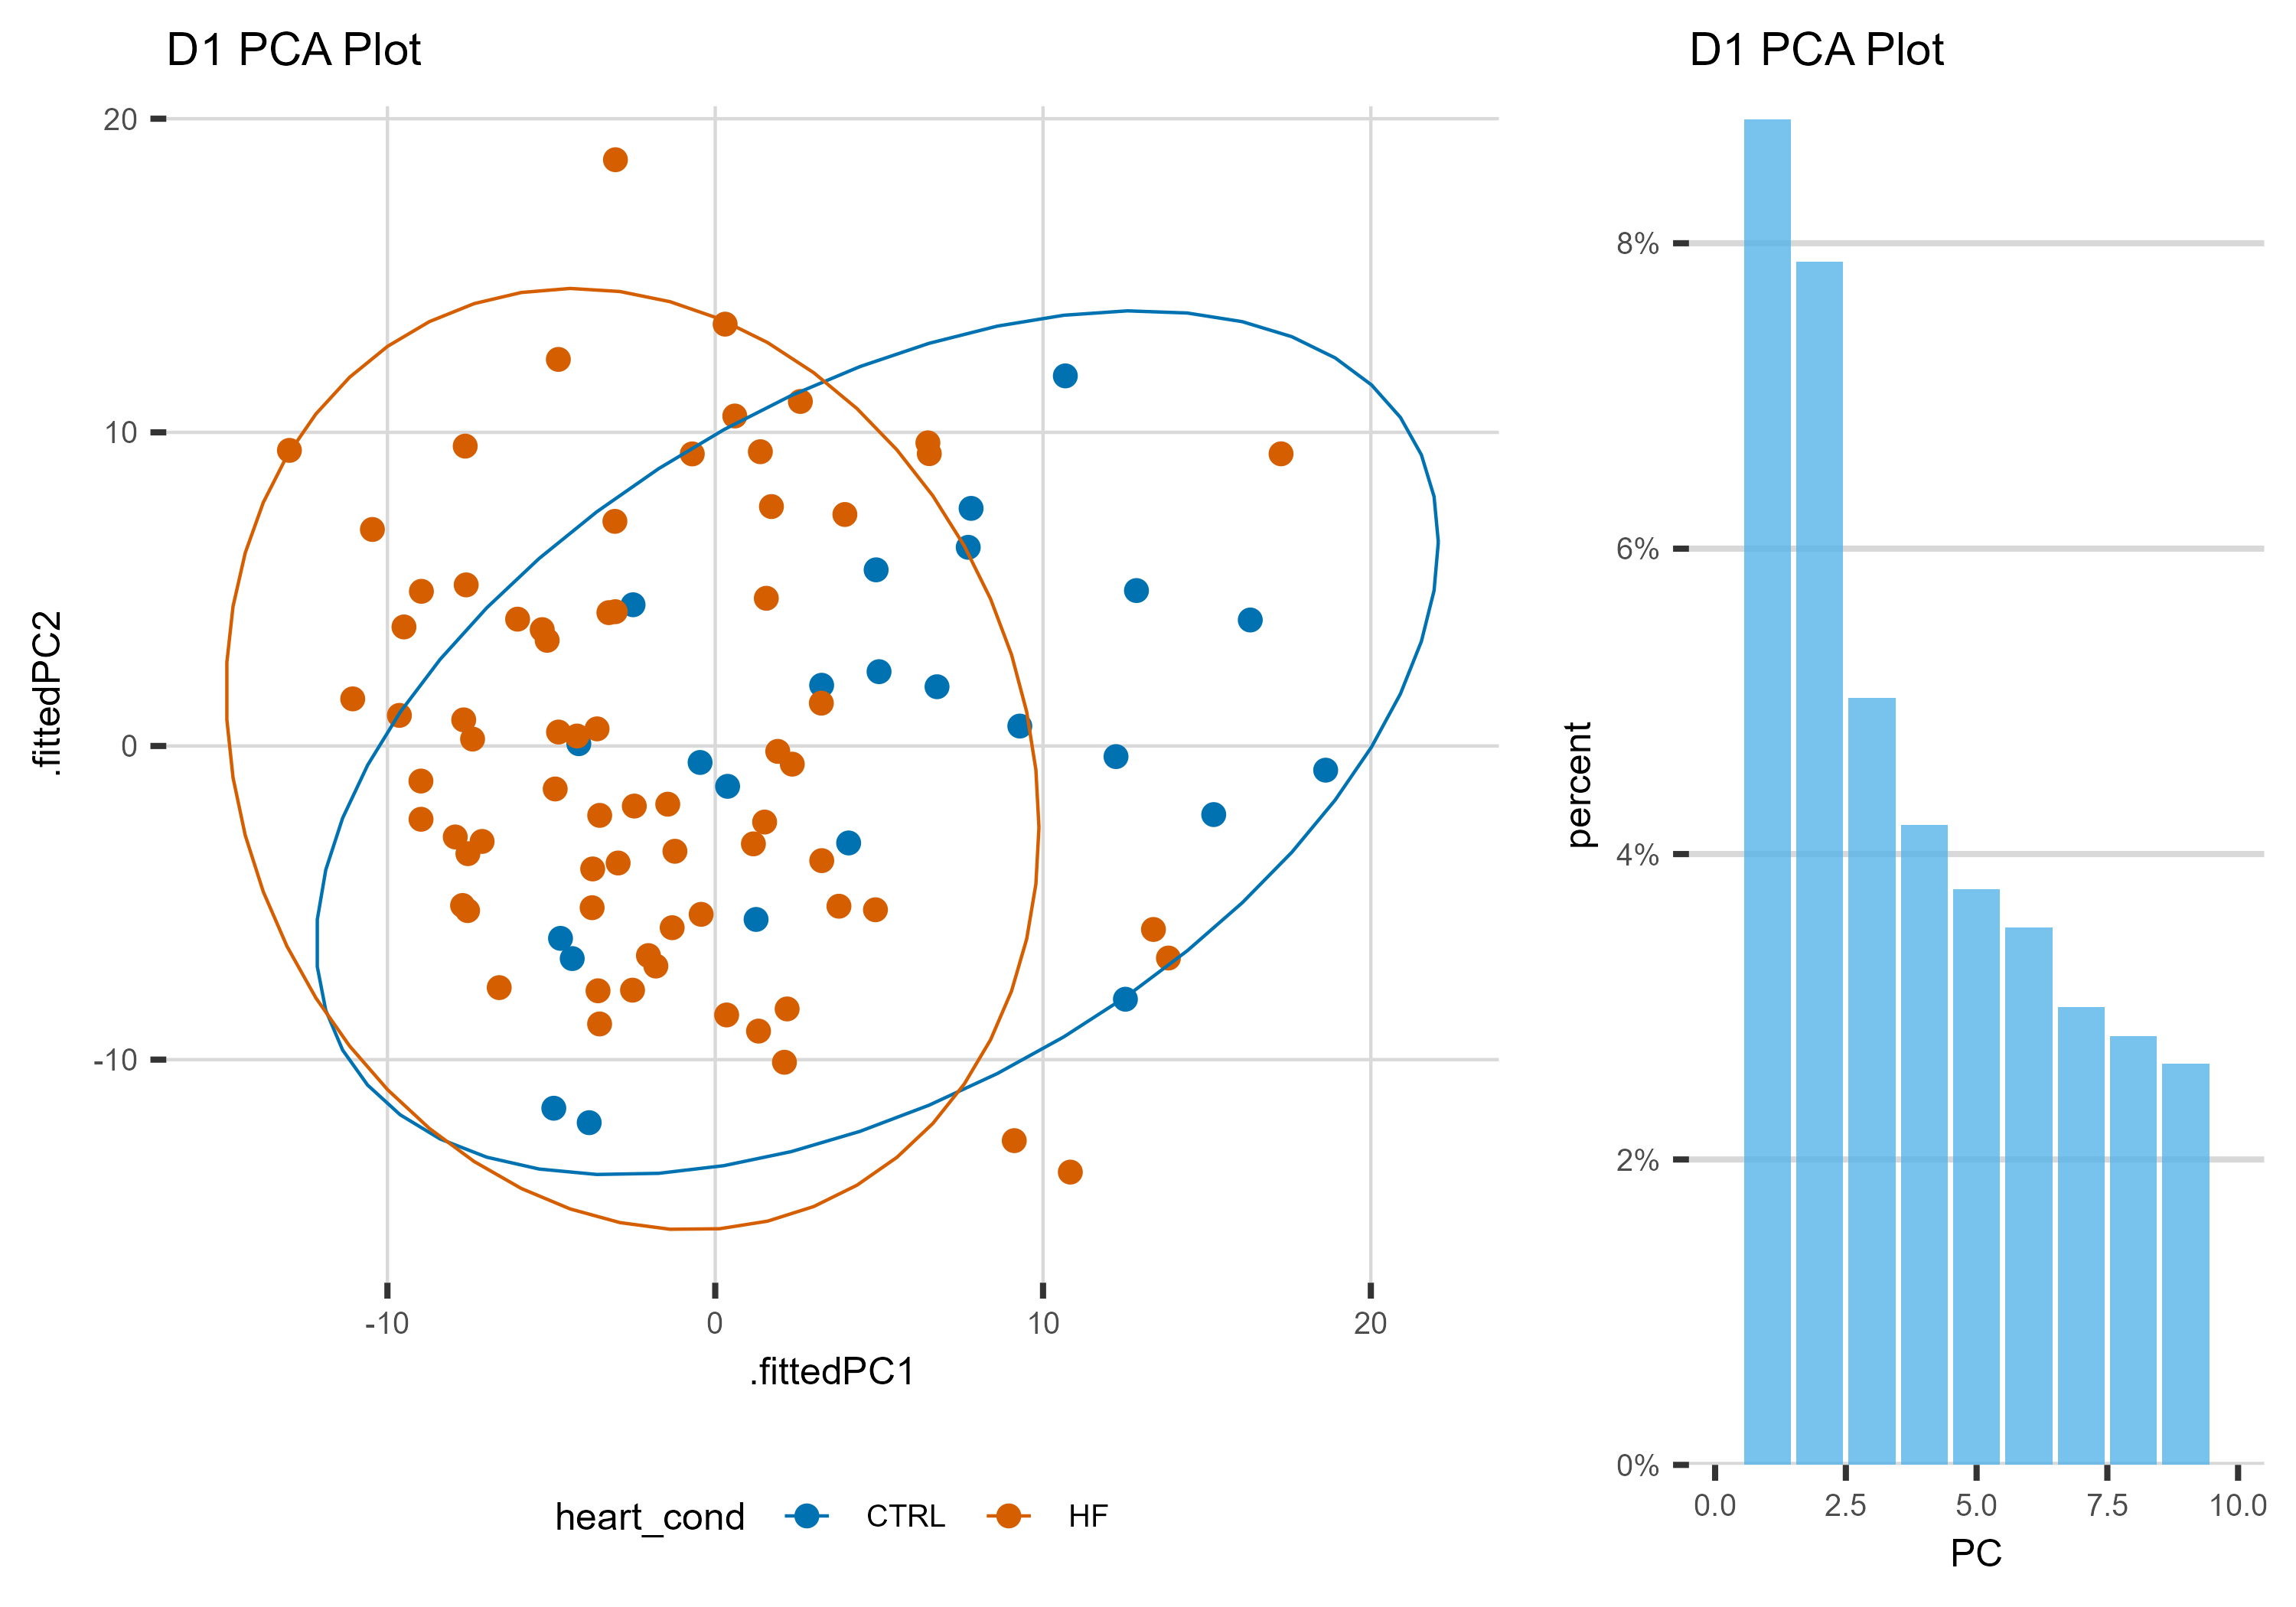 D1 PCA Plot
20
10
0
-10
.fittedPC2
-10 0 10 20
.fittedPC1
heart_cond CTRL HF
D1 PCA Plot
8%
6%
4%
2%
0%
percent
0.0 2.5 5.0 7.5 10.0
PC